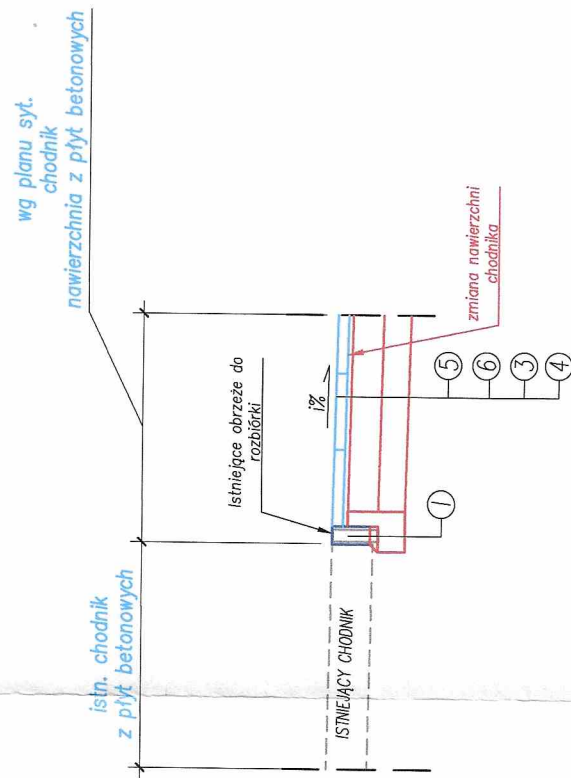 wg planu syt.
chodnik
nawierzchnia z płyt betonowych
istn. chodnik
z płyt betonowych
Istniejące obrzeże do
rozbiórki
i%
zmiana nawierzchni
chodnika
ISTNIEJĄCY CHODNIK
1
5
6
3
4